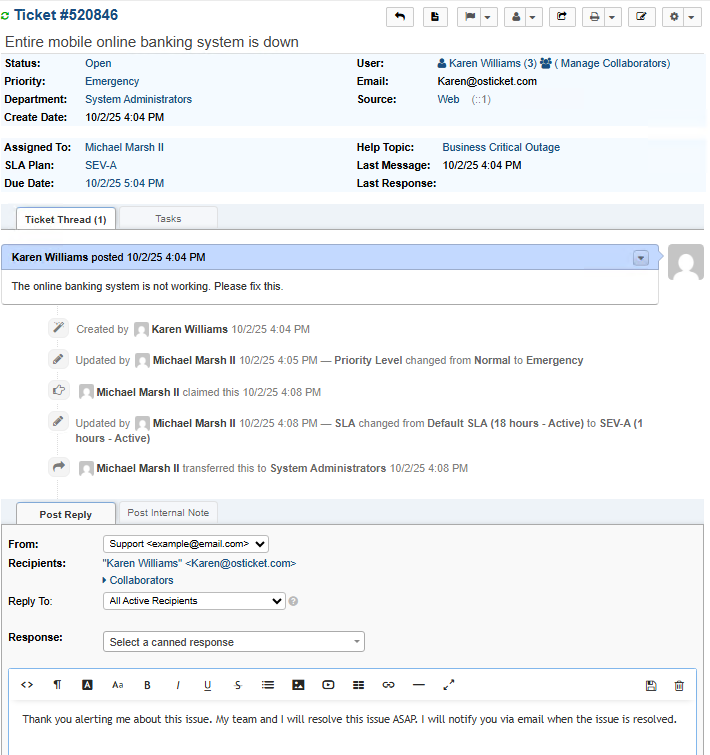 Ticket #520846
Entire mobile online banking system is down
Status: Open User: Karen Williams (3) ( Manage Collaborators)
Priority: Emergency Email: Karen@osticket.com
Department: System Administrators Source: Web (::1)
Create Date: 10/2/25 4:04 PM
Assigned To: Michael Marsh II Help Topic: Business Critical Outage
SLA Plan: SEV-A Last Message: 10/2/25 4:04 PM
Due Date: 10/2/25 5:04 PM Last Response:
Ticket Thread (1) Tasks
Karen Williams posted 10/2/25 4:04 PM
The online banking system is not working. Please fix this.
Created by Karen Williams 10/2/25 4:04 PM
Updated by Michael Marsh II 10/2/25 4:05 PM — Priority Level changed from Normal to Emergency
Michael Marsh II claimed this 10/2/25 4:08 PM
Updated by Michael Marsh II 10/2/25 4:08 PM — SLA changed from Default SLA (18 hours - Active) to SEV-A (1
hours - Active)
Michael Marsh II transferred this to System Administrators 10/2/25 4:08 PM
Post Reply Post Internal Note
From: Support <example@email.com>
Recipients: "Karen Williams" <Karen@osticket.com>
Collaborators
Reply To: All Active Recipients
Response: Select a canned response
<> ¶ A Aa B I U S
Thank you alerting me about this issue. My team and I will resolve this issue ASAP. I will notify you via email when the issue is resolved.